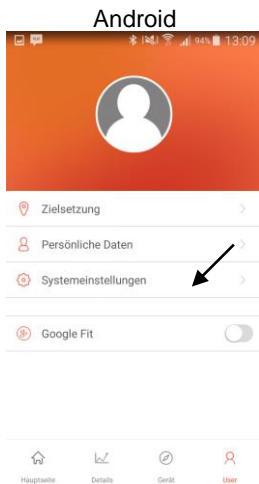 Android
94% 13:09
Zielsetzung
Persönliche Daten
Systemeinstellungen
Google Fit
Hauptseite Details Gerät User